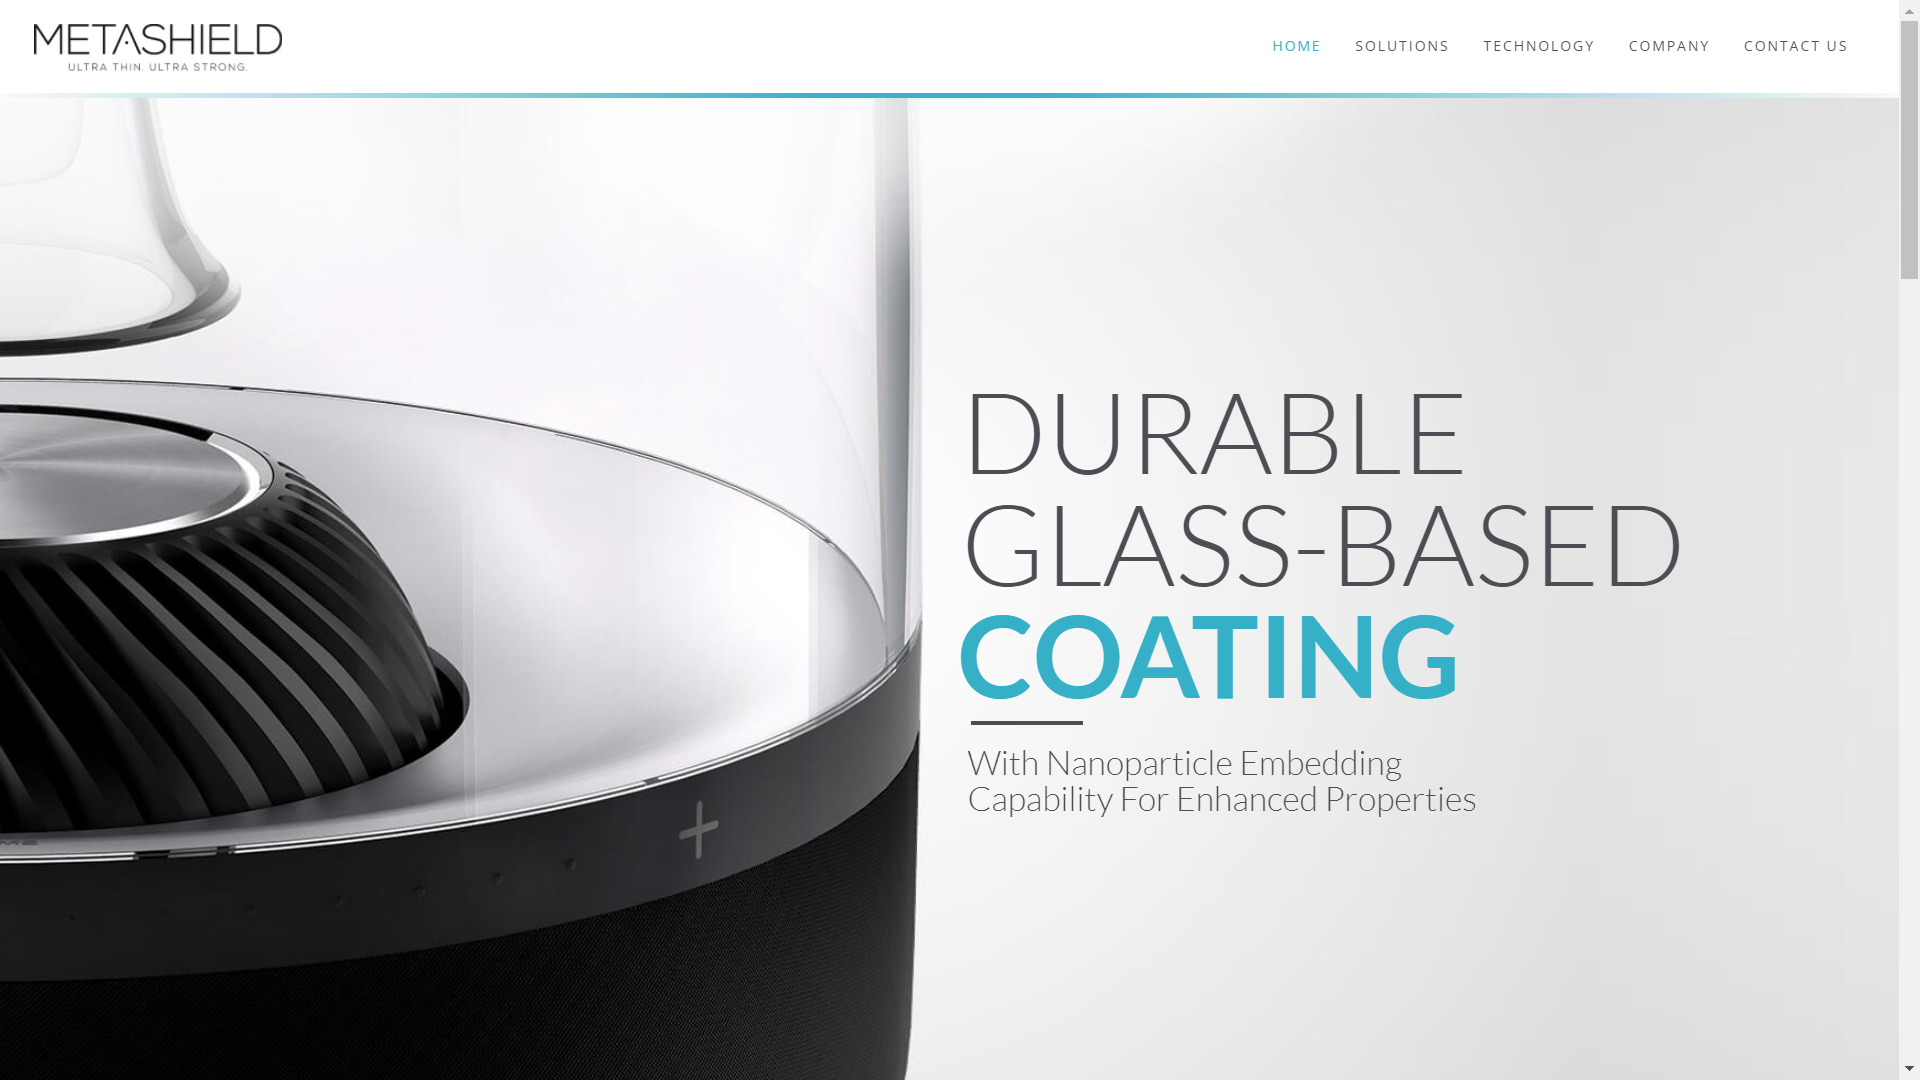 METASHIELD
ULTRA THIN. ULTRA STRONG.
HOME SOLUTIONS TECHNOLOGY COMPANY CONTACT US
DURABLE
GLASS-BASED
COATING
With Nanoparticle Embedding
Capability For Enhanced Properties